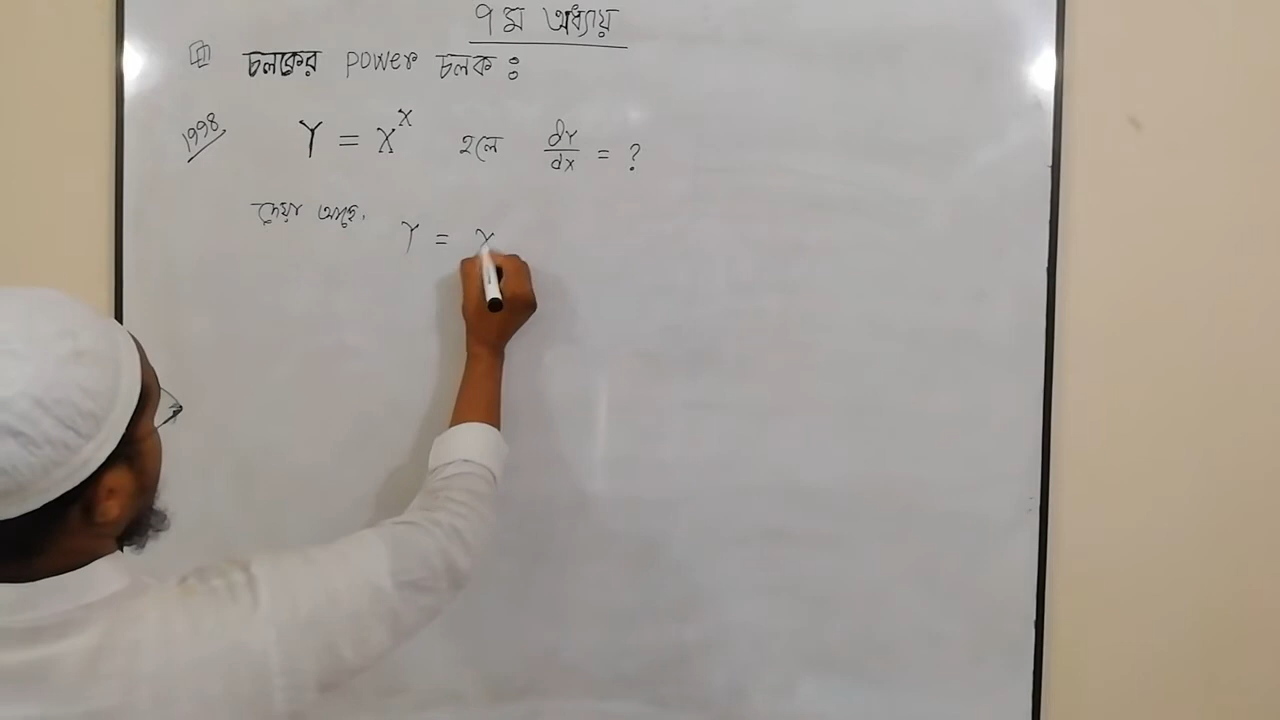 ৭ম অধ্যায়
চলকের power চলক :
1998 Y = X^X হলে dY/dX = ?
দেয়া আছে, Y = X